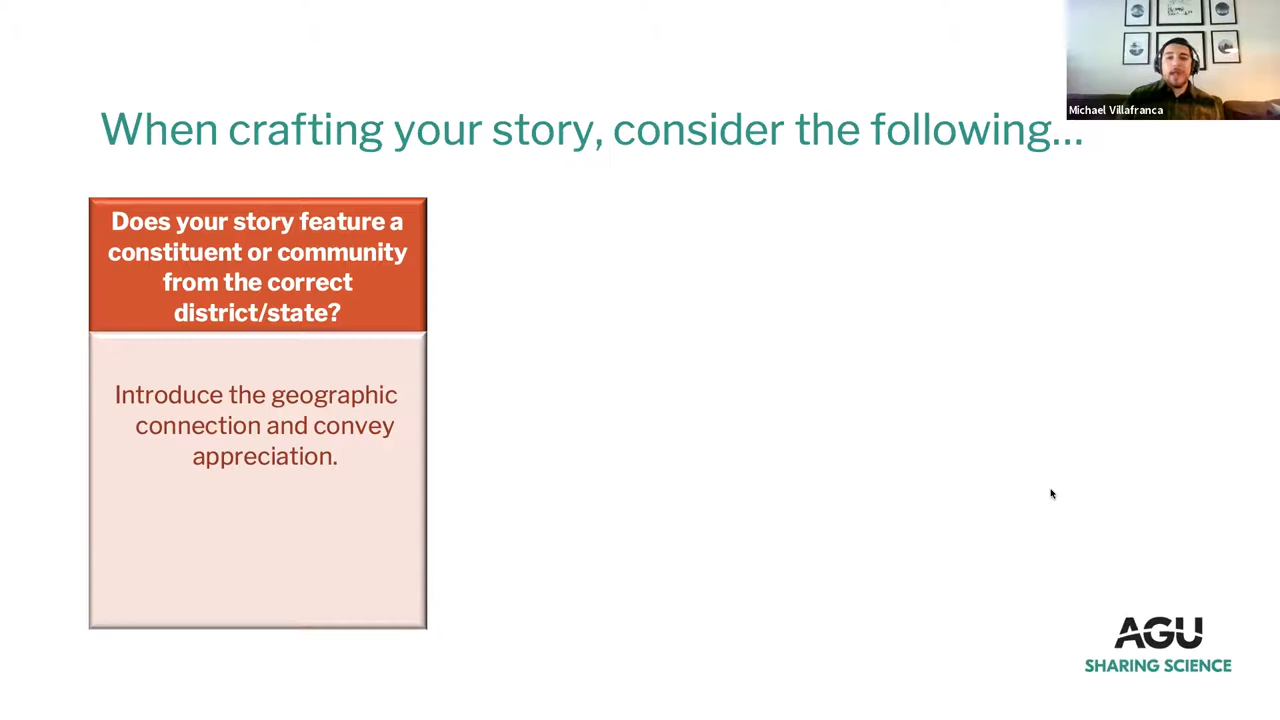 When crafting your story, consider the following...
Michael Villafranca
Does your story feature a
constituent or community
from the correct
district/state?
Introduce the geographic
connection and convey
appreciation.
AGU
SHARING SCIENCE